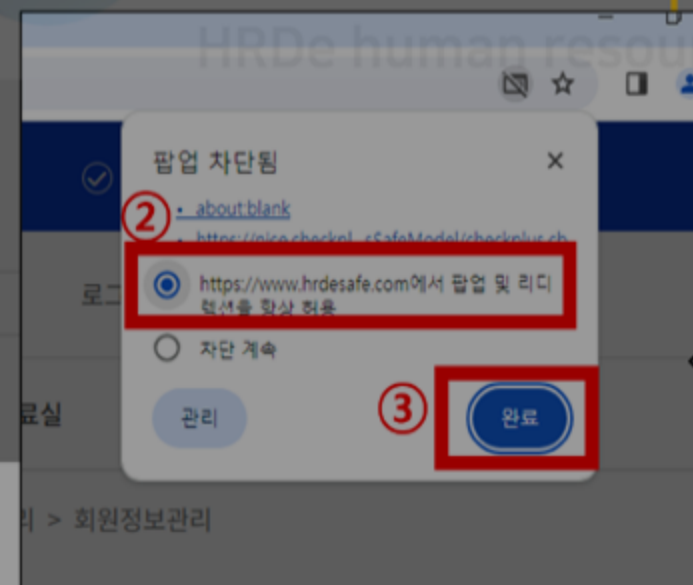 HRDe human resou
팝업 차단됨
②
about:blank
https://nice.checkpl...sSafeModel/checkplus.cb
https://www.hrdesafe.com에서 팝업 및 리디
렉션을 항상 허용
로그
차단 계속
료실
관리
③
완료
리 > 회원정보관리